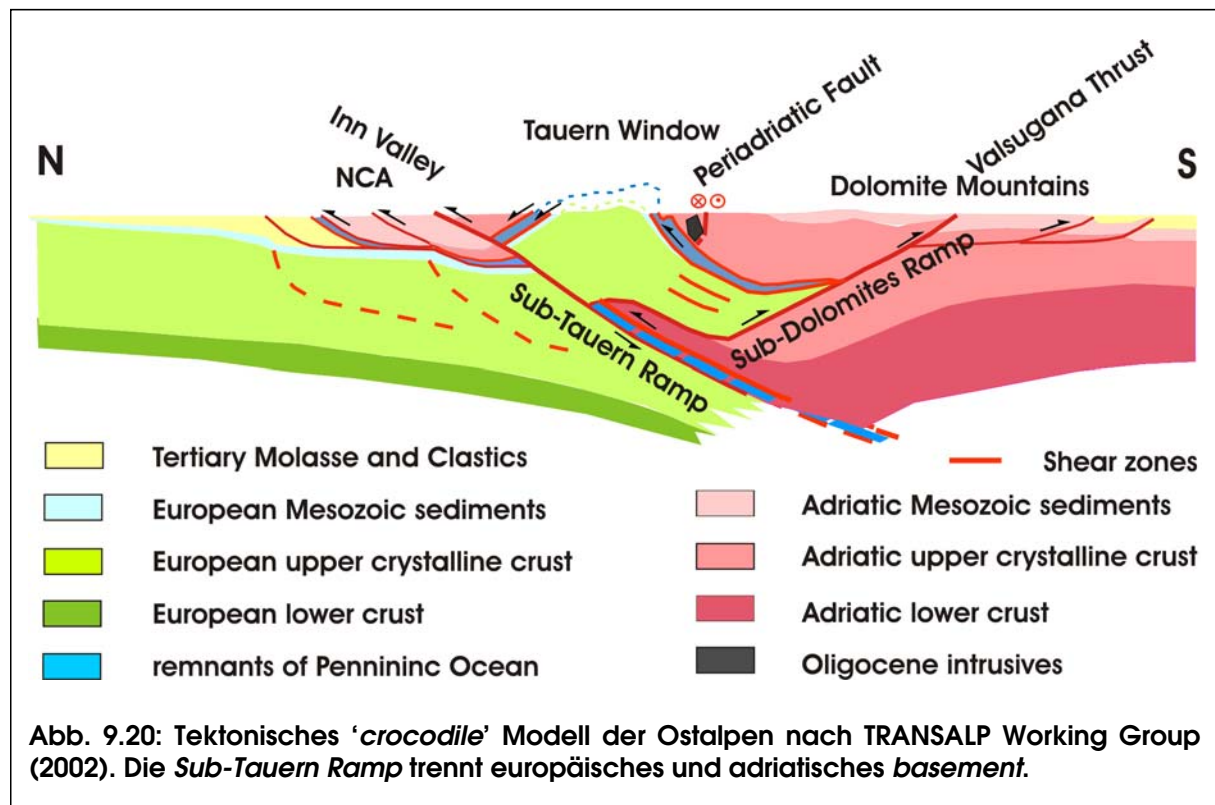 N
Inn Valley
NCA
Tauern Window
Periadriatic Fault
Valsugana Thrust
Dolomite Mountains
S
Sub-Tauern Ramp
Sub-Dolomites Ramp
Tertiary Molasse and Clastics
European Mesozoic sediments
European upper crystalline crust
European lower crust
remnants of Pennininc Ocean
Shear zones
Adriatic Mesozoic sediments
Adriatic upper crystalline crust
Adriatic lower crust
Oligocene intrusives
Abb. 9.20: Tektonisches ‘crocodile’ Modell der Ostalpen nach TRANSALP Working Group
(2002). Die Sub-Tauern Ramp trennt europäisches und adriatisches basement.